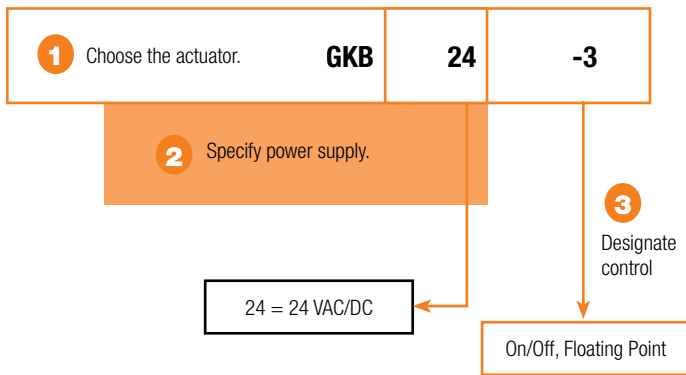 1 Choose the actuator. GKB 24 -3
2 Specify power supply.
3
Designate
control
24 = 24 VAC/DC
On/Off, Floating Point